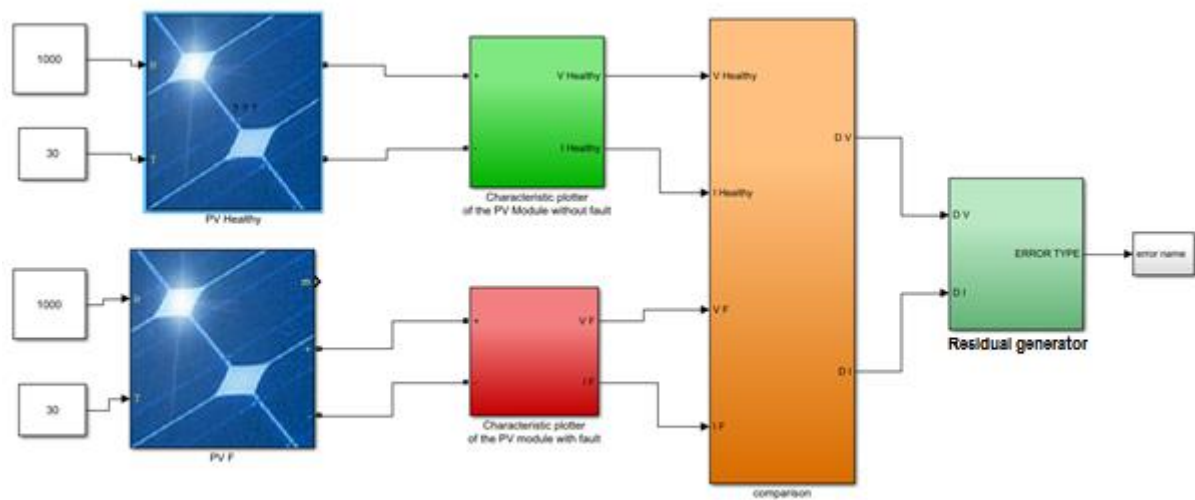 1000
30
T
PV Healthy
+
-
V Healthy
I Healthy
Characteristic plotter
of the PV Module without fault
V Healthy
I Healthy
V F
I F
D V
D I
comparison
D V
D I
ERROR TYPE
Residual generator
error name
1000
30
T
m
+
-
PV F
+
-
V F
I F
Characteristic plotter
of the PV module with fault